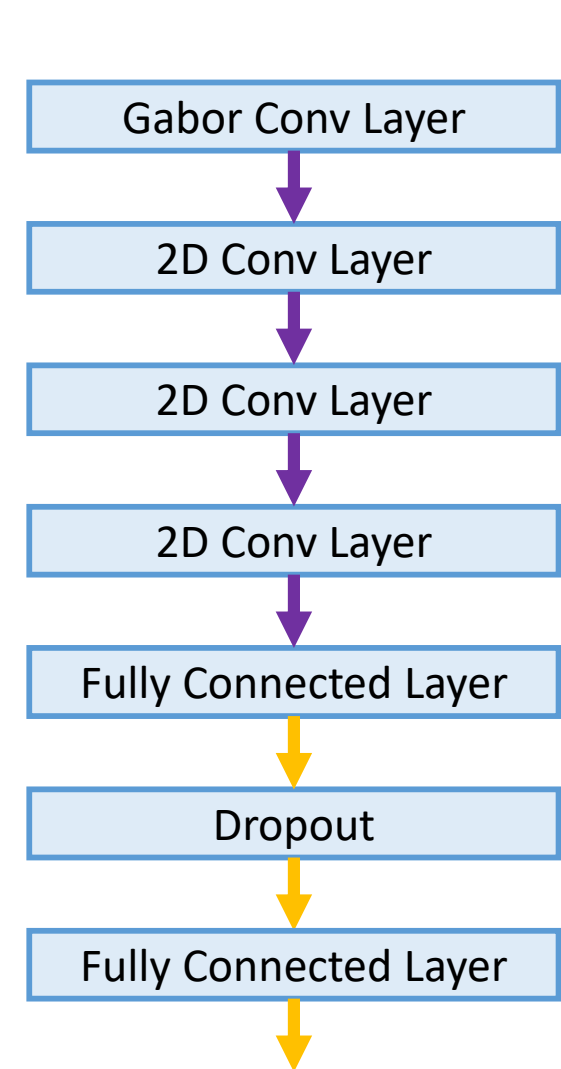 Gabor Conv Layer
2D Conv Layer
2D Conv Layer
2D Conv Layer
Fully Connected Layer
Dropout
Fully Connected Layer